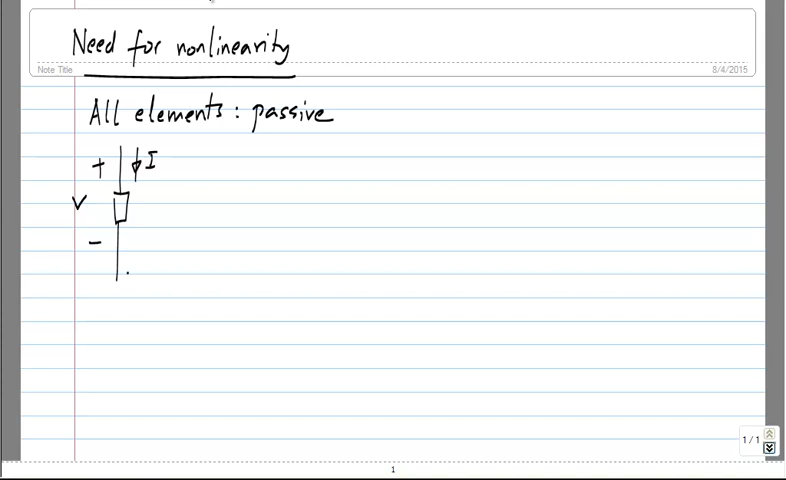 Need for nonlinearity
Note Title
8/4/2015
All elements : passive
+ I
V
-
1/1
1